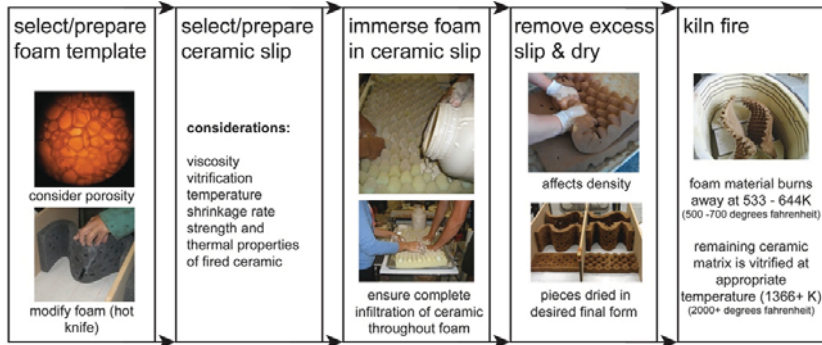 select/prepare
foam template
consider porosity
modify foam (hot
knife)
select/prepare
ceramic slip
considerations:
viscosity
vitrification
temperature
shrinkage rate
strength and
thermal properties
of fired ceramic
immerse foam
in ceramic slip
ensure complete
infiltration of ceramic
throughout foam
remove excess
slip & dry
affects density
pieces dried in
desired final form
kiln fire
foam material burns
away at 533 - 644K
(500 -700 degrees fahrenheit)
remaining ceramic
matrix is vitrified at
appropriate
temperature (1366+ K)
(2000+ degrees fahrenheit)